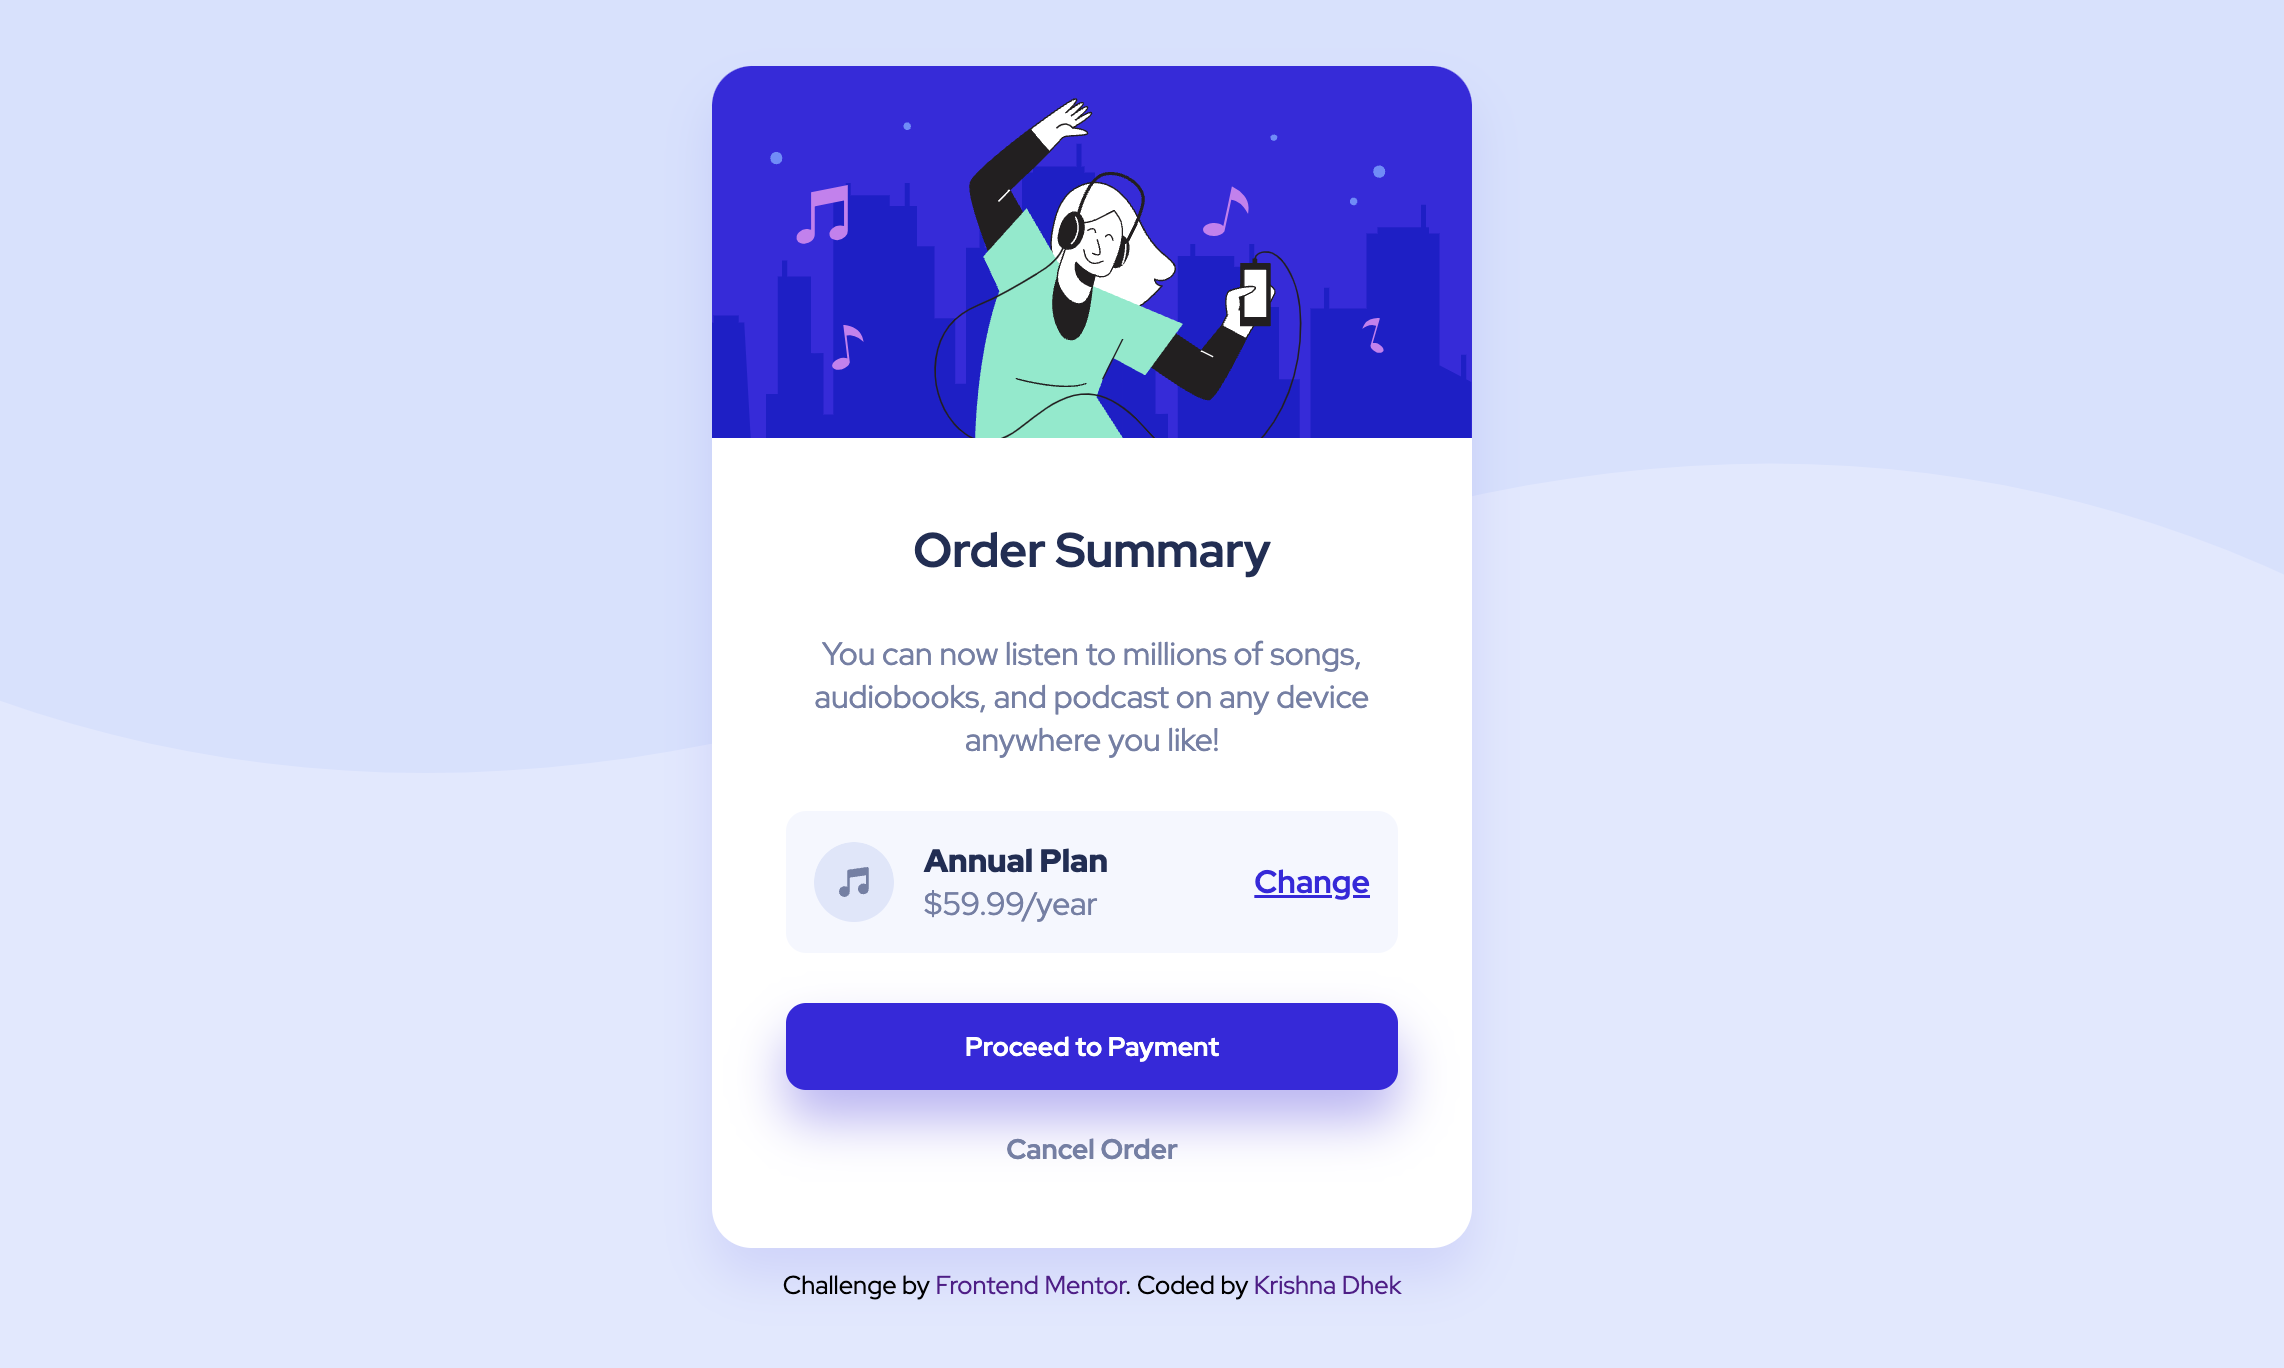 Order Summary
You can now listen to millions of songs,
audiobooks, and podcast on any device
anywhere you like!
Annual Plan
$59.99/year
Change
Proceed to Payment
Cancel Order
Challenge by Frontend Mentor. Coded by Krishna Dhek